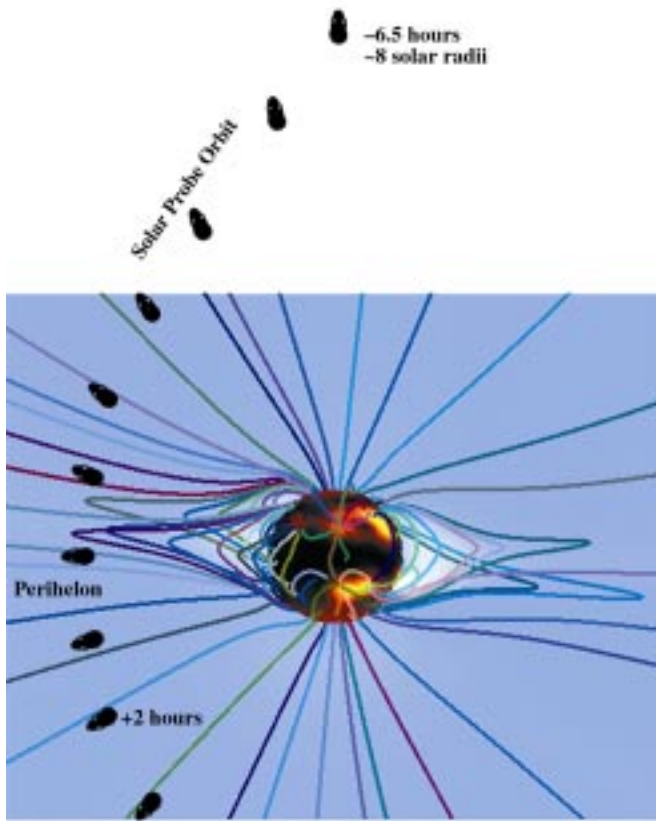 ~6.5 hours
~8 solar radii
Solar Probe Orbit
Perihelon
+2 hours